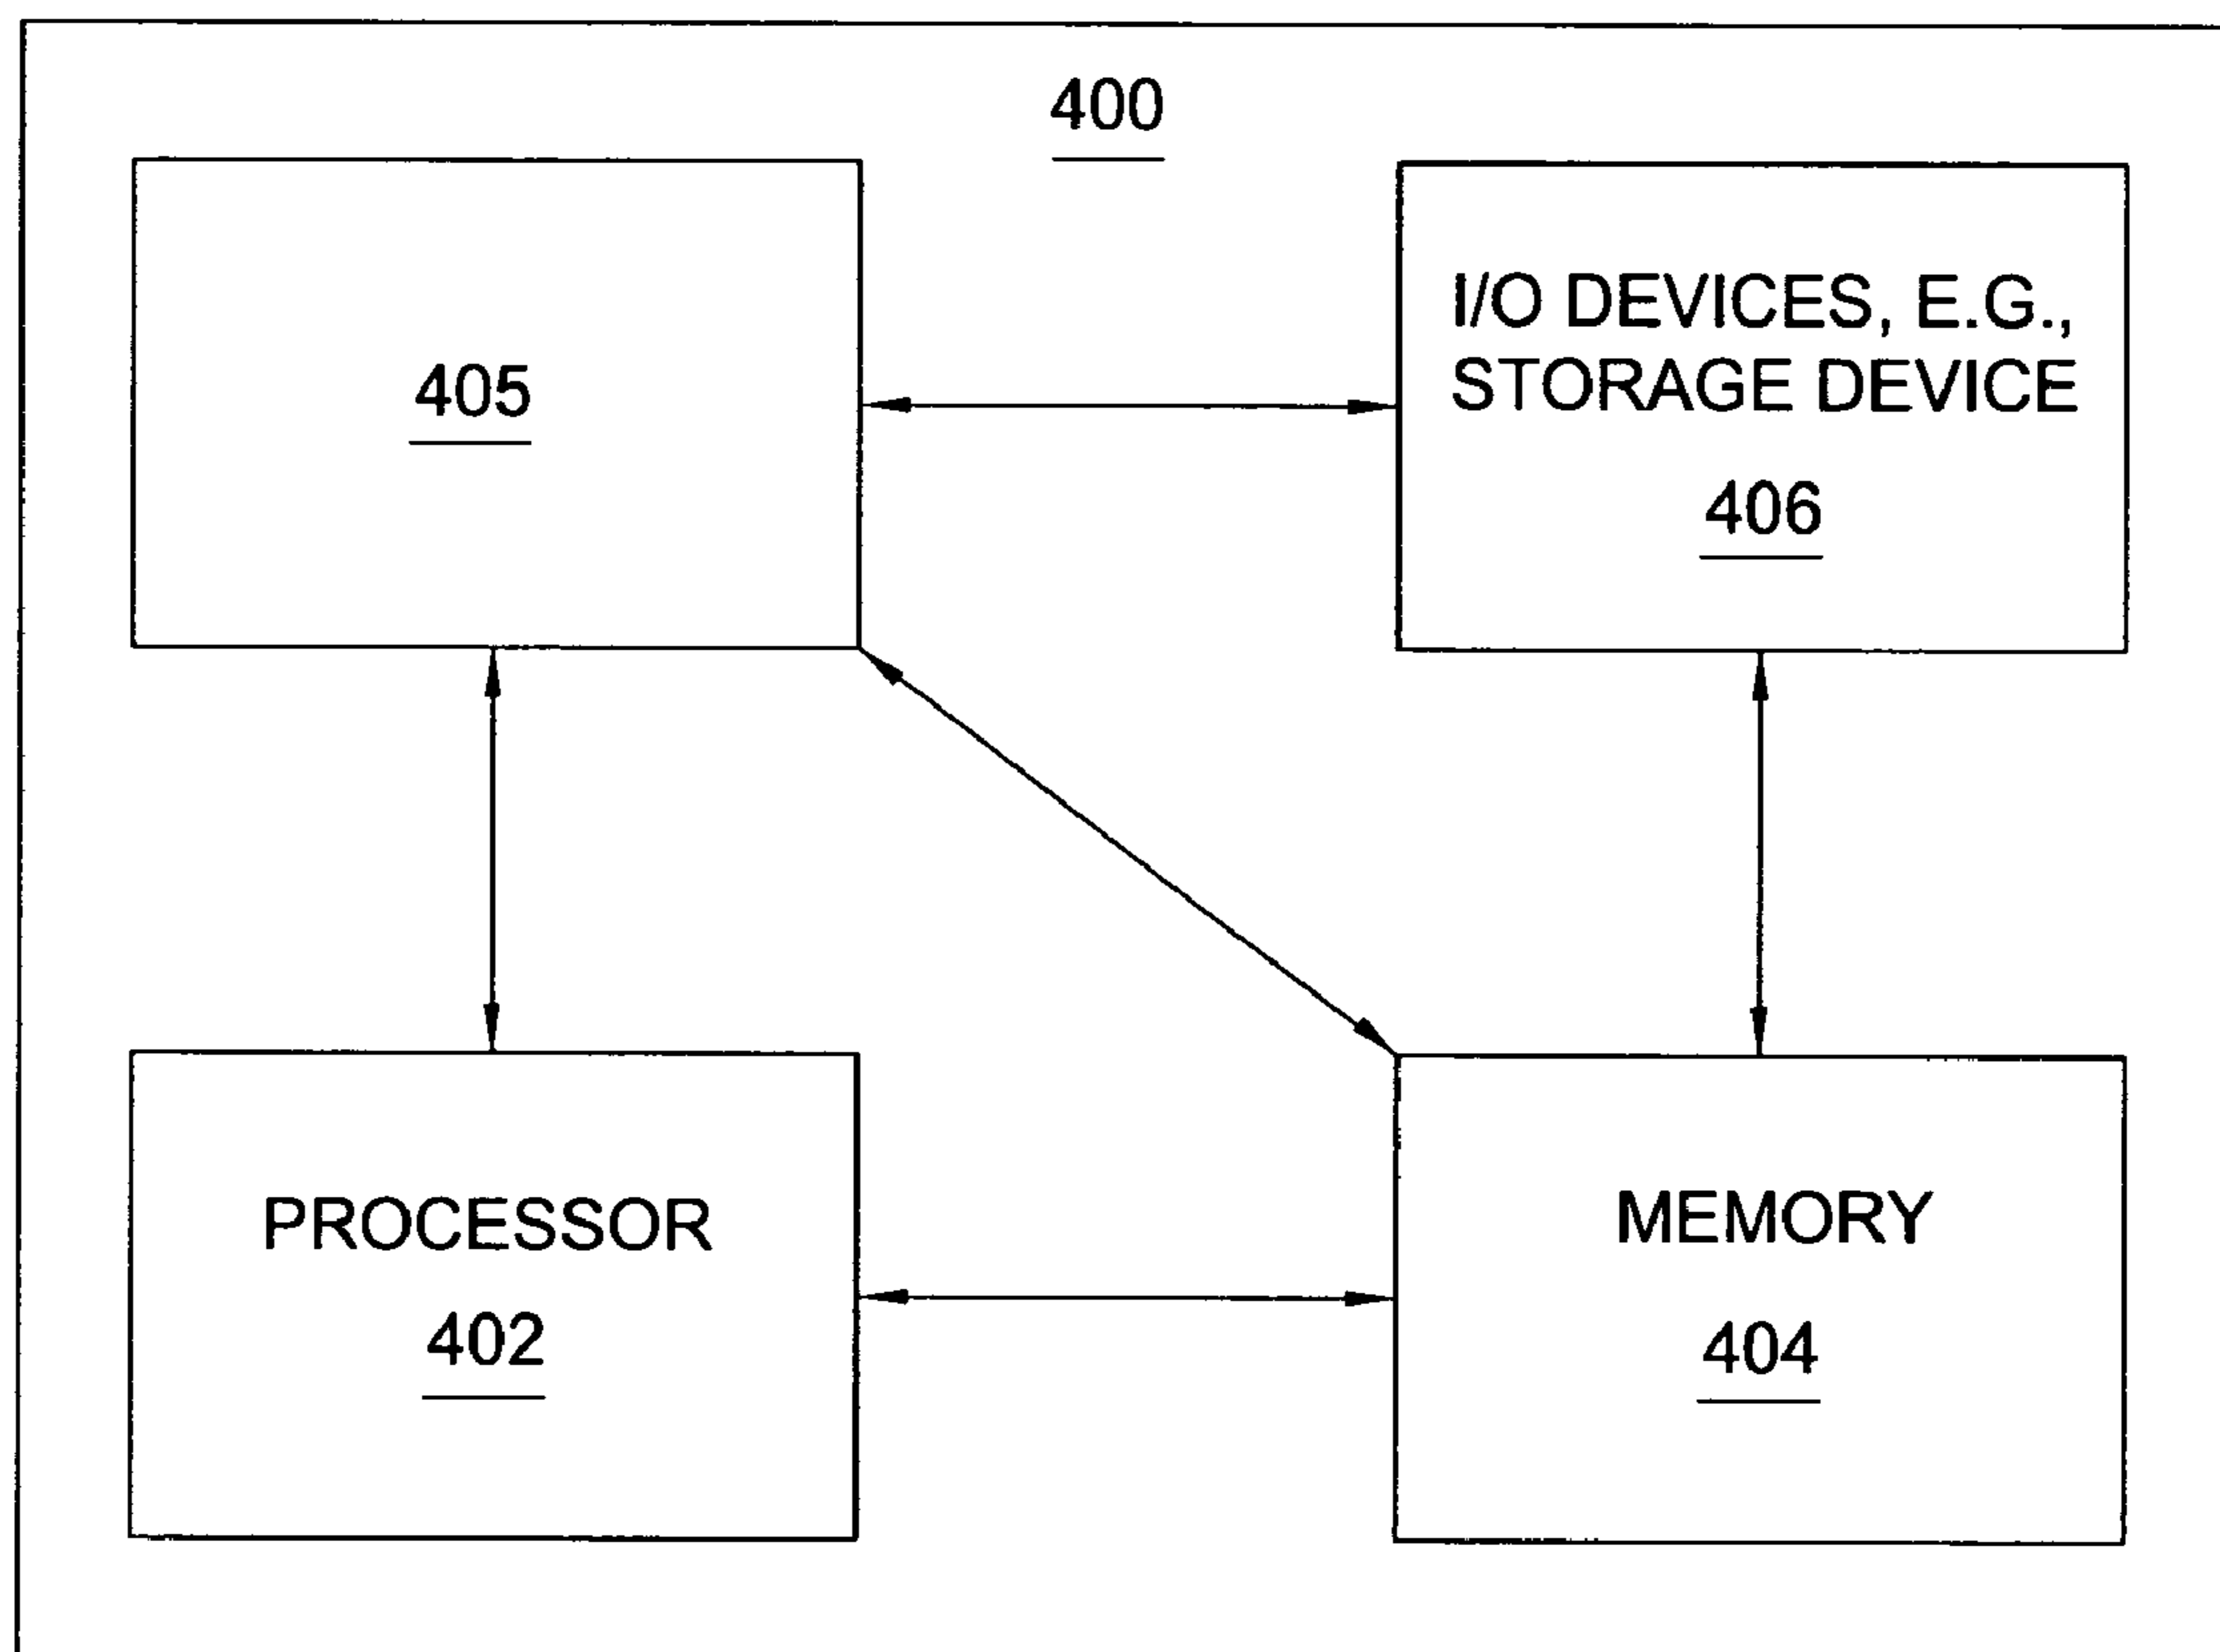 400
405
I/O DEVICES, E.G.,
STORAGE DEVICE
406
PROCESSOR
402
MEMORY
404